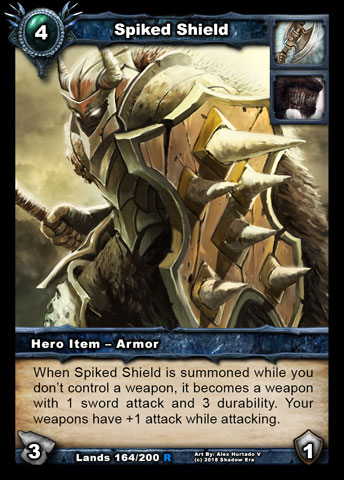 4
Spiked Shield
Hero Item – Armor
When Spiked Shield is summoned while you
don't control a weapon, it becomes a weapon
with 1 sword attack and 3 durability. Your
weapons have +1 attack while attacking.
3
Lands 164/200 R
Art By: Alex Hurtado V
(c) 2018 Shadow Era
1